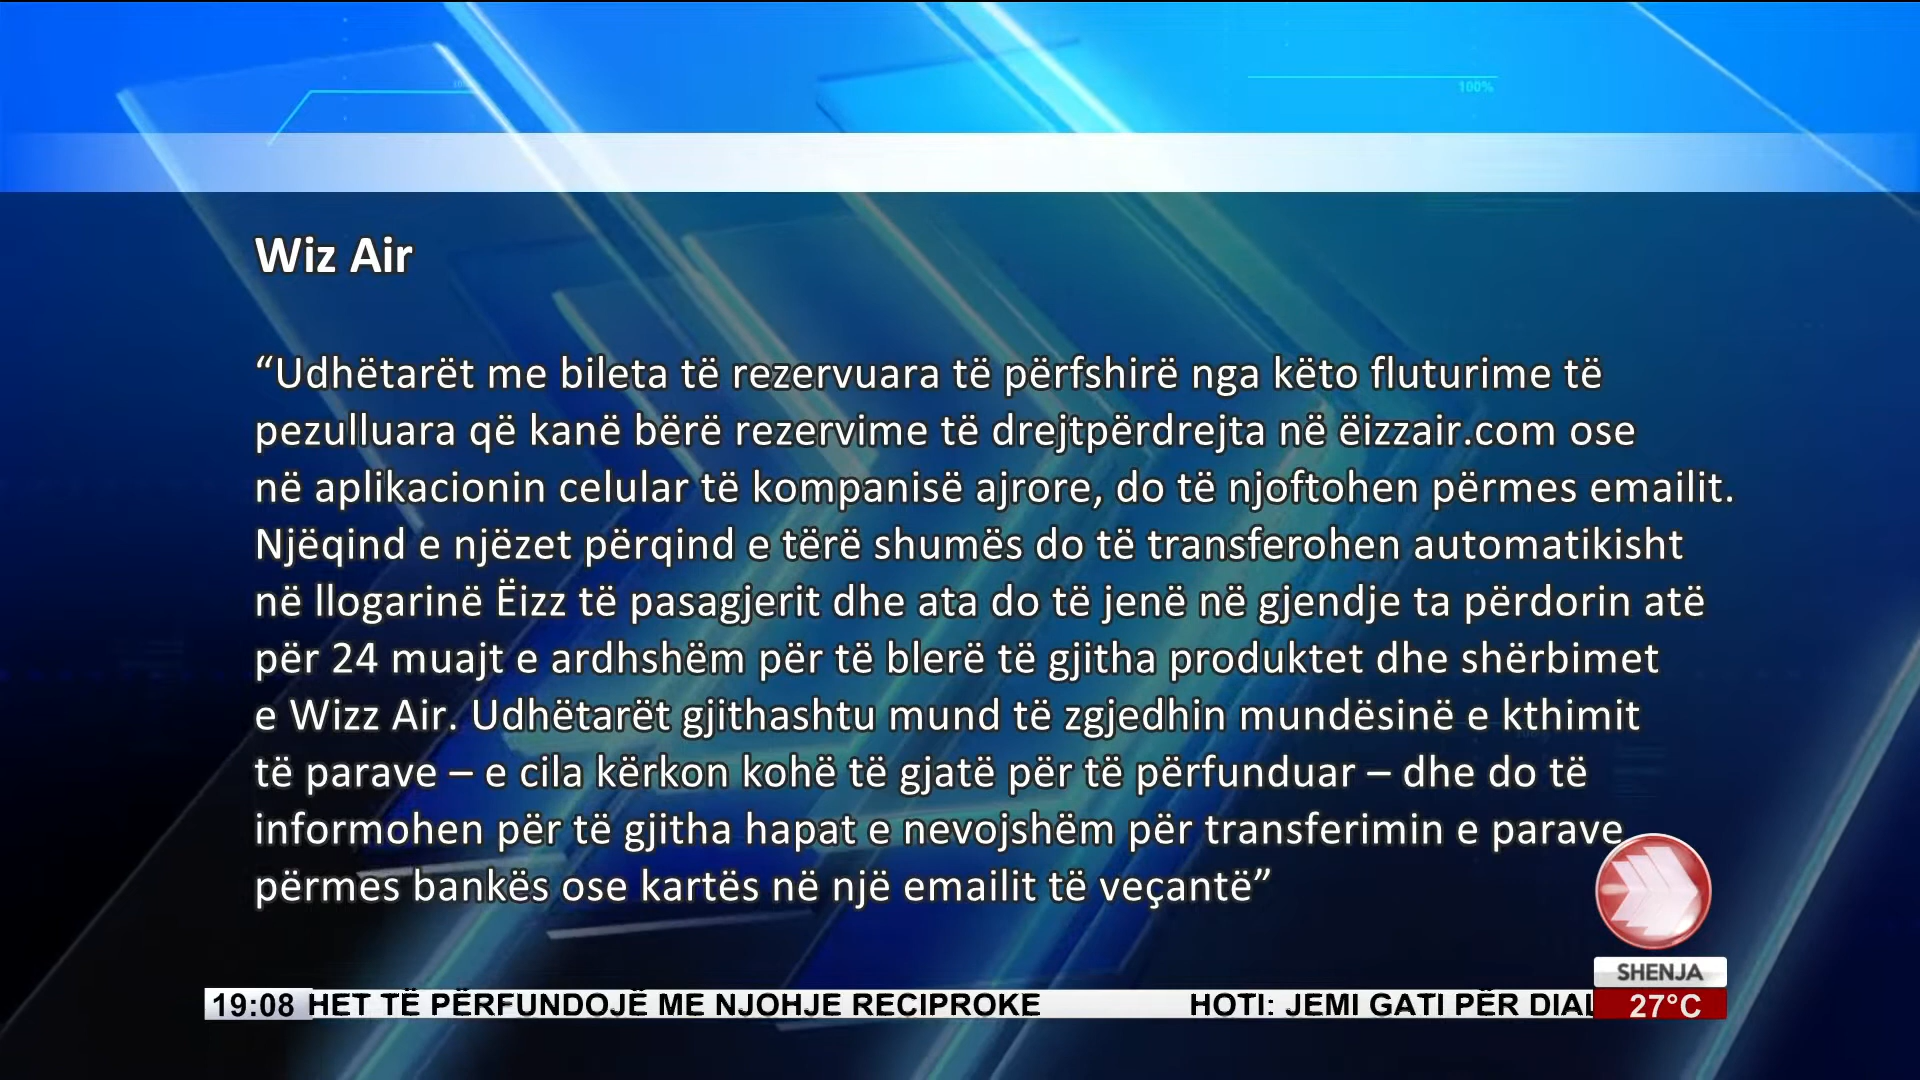 100%
Wiz Air
“Udhëtarët me bileta të rezervuara të përfshirë nga këto fluturime të
pezulluara që kanë bërë rezervime të drejtpërdrejta në ëizzair.com ose
në aplikacionin celular të kompanisë ajrore, do të njoftohen përmes emailit.
Njëqind e njëzet përqind e tërë shumës do të transferohen automatikisht
në llogarinë Ëizz të pasagjerit dhe ata do të jenë në gjendje ta përdorin atë
për 24 muajt e ardhshëm për të blerë të gjitha produktet dhe shërbimet
e Wizz Air. Udhëtarët gjithashtu mund të zgjedhin mundësinë e kthimit
të parave – e cila kërkon kohë të gjatë për të përfunduar – dhe do të
informohen për të gjitha hapat e nevojshëm për transferimin e parave
përmes bankës ose kartës në një emailit të veçantë”
SHENJA
19:08 HET TË PËRFUNDOJË ME NJOHJE RECIPROKE HOTI: JEMI GATI PËR DIAL 27°C